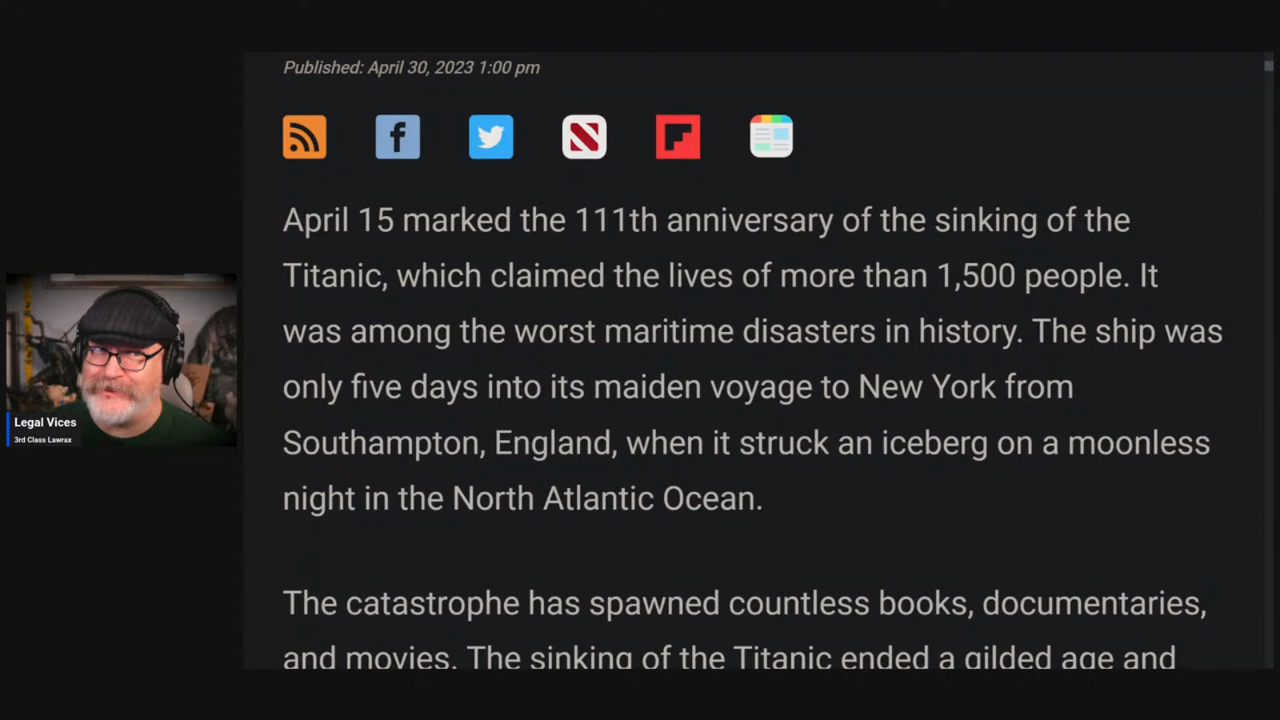 Published: April 30, 2023 1:00 pm
April 15 marked the 111th anniversary of the sinking of the
Titanic, which claimed the lives of more than 1,500 people. It
was among the worst maritime disasters in history. The ship was
only five days into its maiden voyage to New York from
Southampton, England, when it struck an iceberg on a moonless
night in the North Atlantic Ocean.
The catastrophe has spawned countless books, documentaries,
and movies. The sinking of the Titanic ended a gilded age and
Legal Vices
3rd Class Lawrax